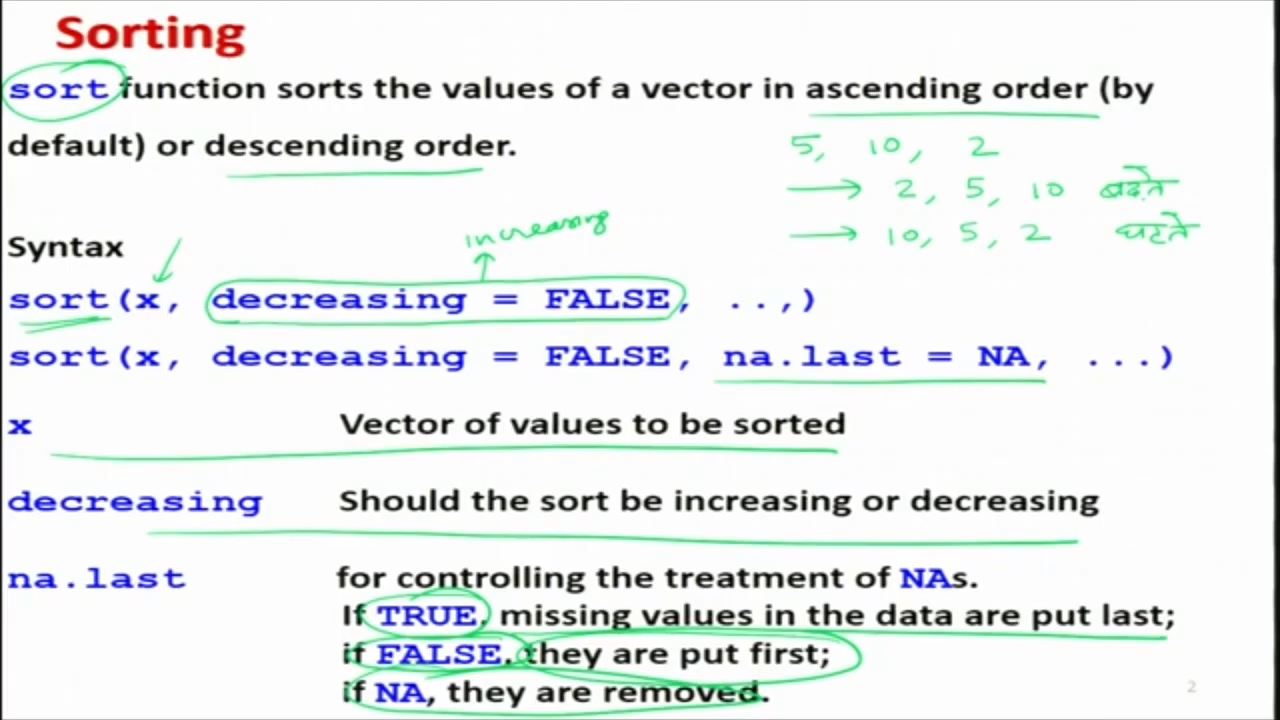 Sorting
sort function sorts the values of a vector in ascending order (by
default) or descending order.
5, 10, 2
→ 2, 5, 10 बढ़ते
→ 10, 5, 2 घटते
Syntax
increasing
sort(x, decreasing = FALSE, ..,)
sort(x, decreasing = FALSE, na.last = NA, ...)
x Vector of values to be sorted
decreasing Should the sort be increasing or decreasing
na.last for controlling the treatment of NAs.
If TRUE, missing values in the data are put last;
if FALSE, they are put first;
if NA, they are removed.
2